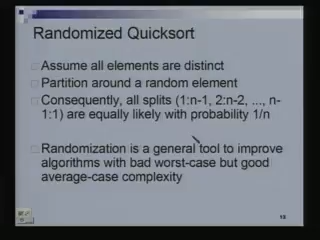 Randomized Quicksort
Assume all elements are distinct
Partition around a random element
Consequently, all splits (1:n-1, 2:n-2, ..., n-
1:1) are equally likely with probability 1/n
Randomization is a general tool to improve
algorithms with bad worst-case but good
average-case complexity
13